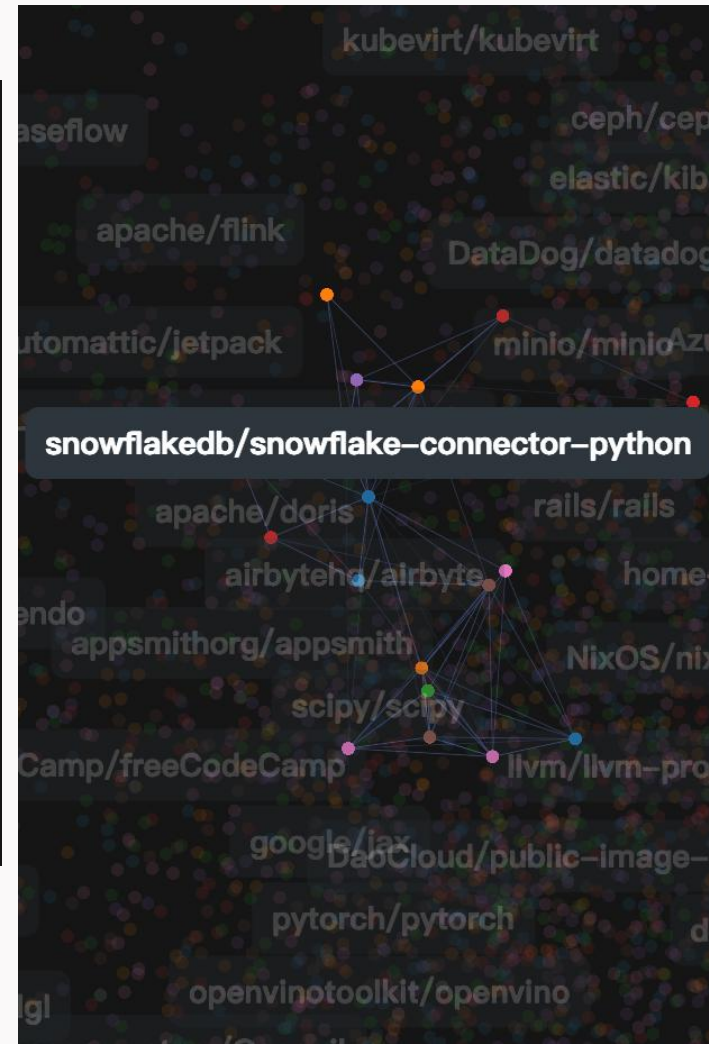 kubevirt/kubevirt
aseflow
ceph/cep
elastic/kib
apache/flink
DataDog/datadog
utomattic/jetpack
minio/minio
Azu
snowflakedb/snowflake-connector-python
apache/doris
rails/rails
airbytehq/airbyte
home-
endo
appsmithorg/appsmith
NixOS/nix
scipy/scipy
Camp/freeCodeCamp
llvm/llvm-pro
google/jax
DaoCloud/public-image-
pytorch/pytorch
d
openvinotoolkit/openvino
lgl